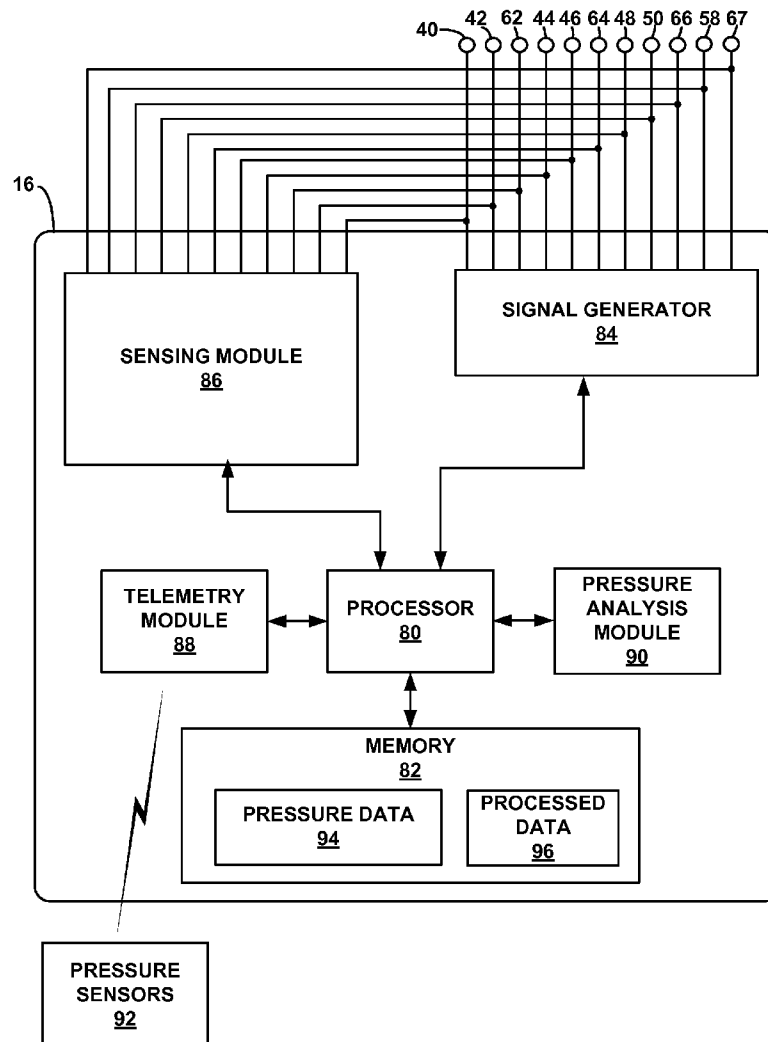 40 42 62 44 46 64 48 50 66 58 67
16
SENSING MODULE
86
SIGNAL GENERATOR
84
TELEMETRY
MODULE
88
PROCESSOR
80
PRESSURE
ANALYSIS
MODULE
90
MEMORY
82
PRESSURE DATA
94
PROCESSED
DATA
96
PRESSURE
SENSORS
92